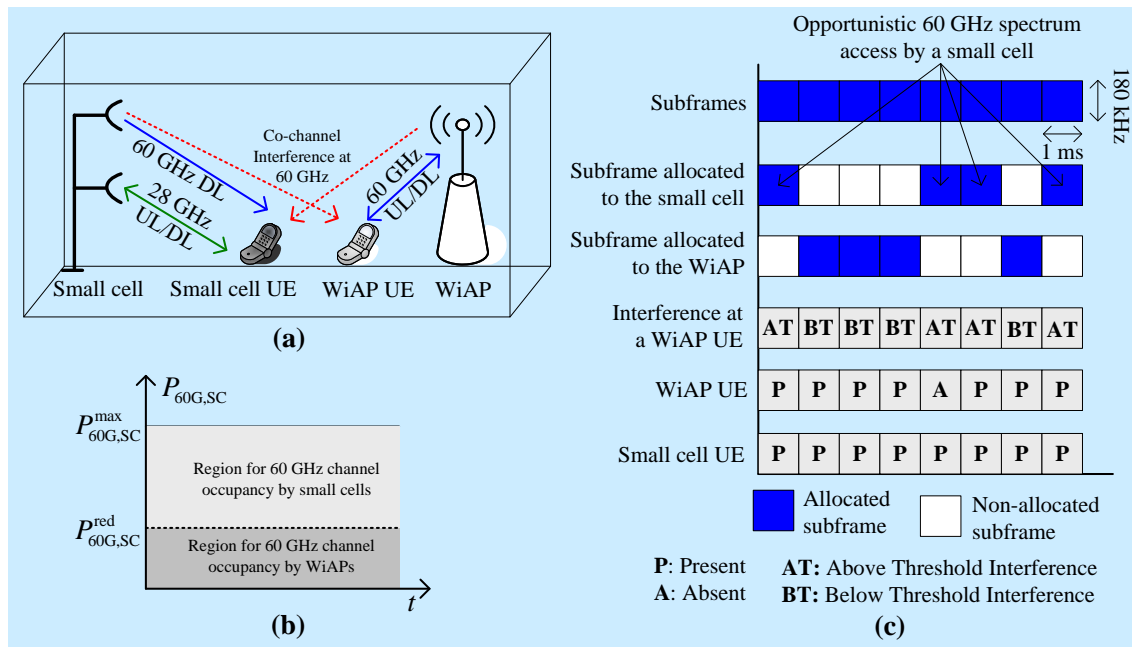 Co-channel
Interference at
60 GHz
60 GHz DL
28 GHz
UL/DL
60 GHz
UL/DL
Small cell
Small cell UE
WiAP UE
WiAP
(a)
P60G,SC
Pmax60G,SC
Region for 60 GHz channel
occupancy by small cells
Pred60G,SC
Region for 60 GHz channel
occupancy by WiAPs
t
(b)
Opportunistic 60 GHz spectrum
access by a small cell
Subframes
180 kHz
1 ms
Subframe allocated
to the small cell
Subframe allocated
to the WiAP
Interference at
a WiAP UE
AT BT BT BT AT AT BT AT
WiAP UE
P P P P A P P P
Small cell UE
P P P P P P P P
Allocated
subframe
Non-allocated
subframe
P: Present
A: Absent
AT: Above Threshold Interference
BT: Below Threshold Interference
(c)